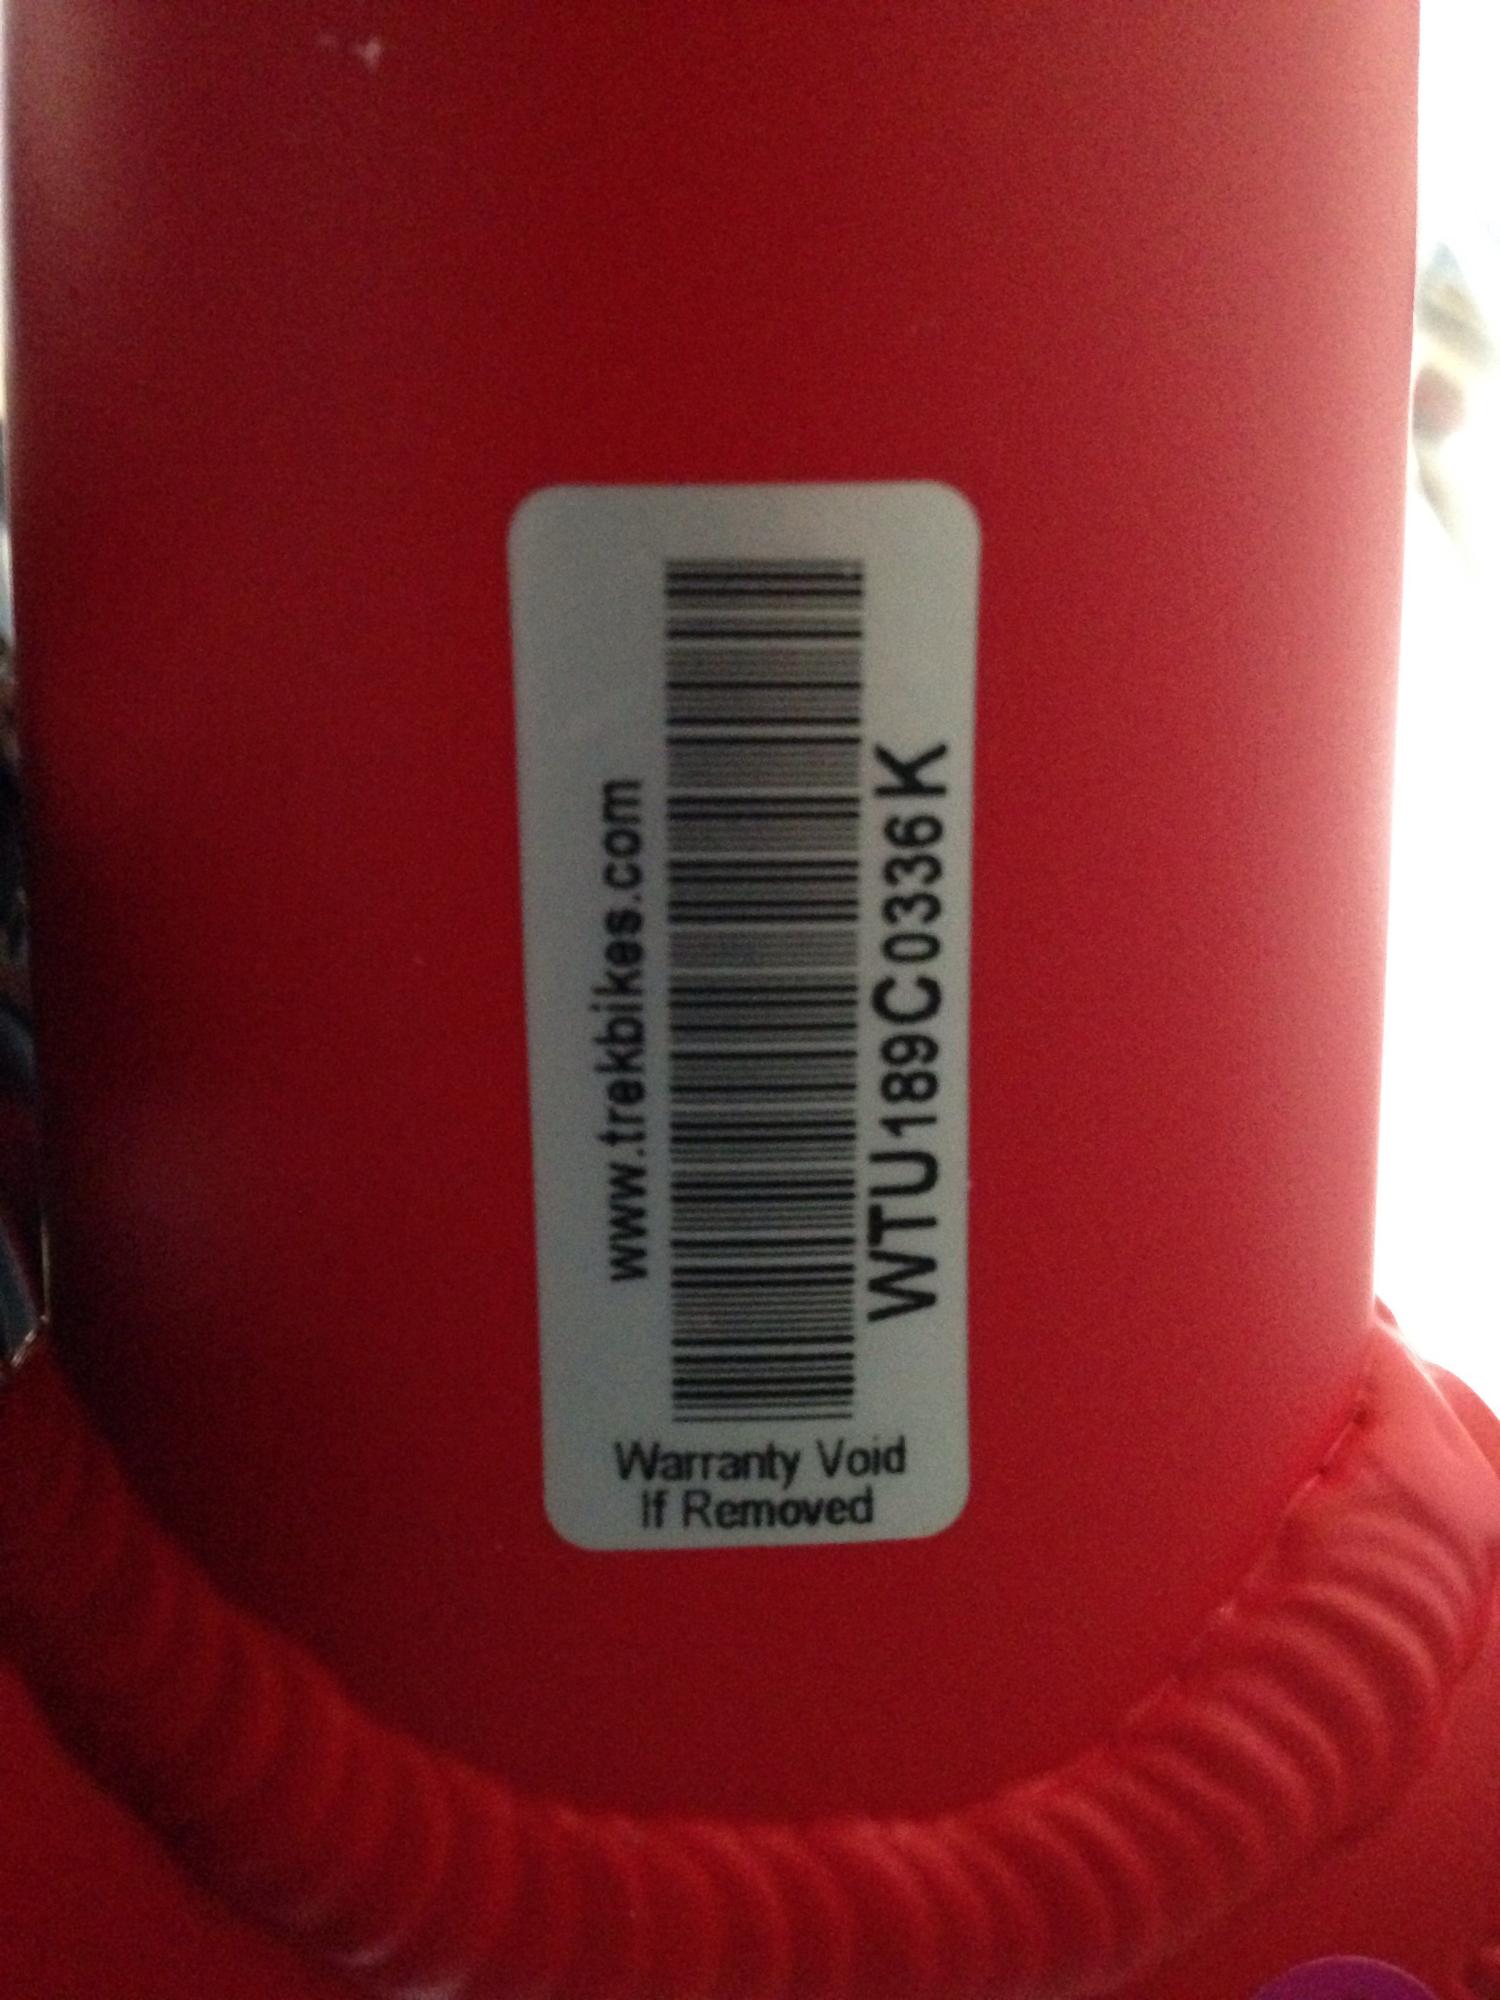 www.trekbikes.com
WTU189C0336K
Warranty Void
If Removed